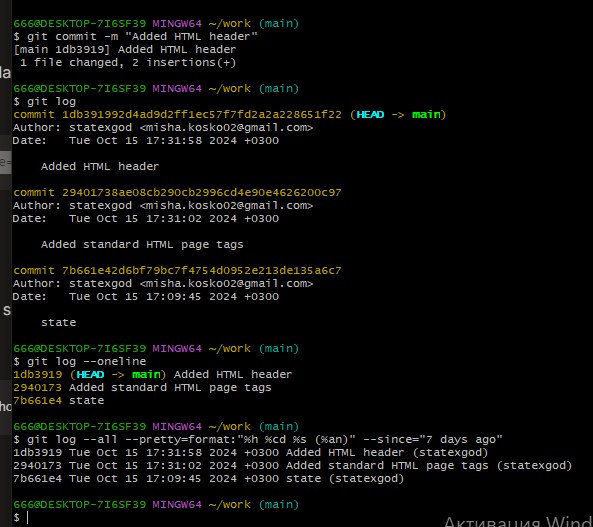 666@DESKTOP-7I6SF39 MINGW64 ~/work (main)
$ git commit -m "Added HTML header"
[main 1db3919] Added HTML header
 1 file changed, 2 insertions(+)

666@DESKTOP-7I6SF39 MINGW64 ~/work (main)
$ git log
commit 1db391992d4ad9d2ff1ec57f7fd2a2a228651f22 (HEAD -> main)
Author: statexgod <misha.kosko02@gmail.com>
Date:   Tue Oct 15 17:31:58 2024 +0300

    Added HTML header

commit 29401738ae08cb290cb2996cd4e90e4626200c97
Author: statexgod <misha.kosko02@gmail.com>
Date:   Tue Oct 15 17:31:02 2024 +0300

    Added standard HTML page tags

commit 7b661e42d6bf79bc7f4754d0952e213de135a6c7
Author: statexgod <misha.kosko02@gmail.com>
Date:   Tue Oct 15 17:09:45 2024 +0300

    state

666@DESKTOP-7I6SF39 MINGW64 ~/work (main)
$ git log --oneline
1db3919 (HEAD -> main) Added HTML header
2940173 Added standard HTML page tags
7b661e4 state

666@DESKTOP-7I6SF39 MINGW64 ~/work (main)
$ git log --all --pretty=format:"%h %cd %s (%an)" --since="7 days ago"
1db3919 Tue Oct 15 17:31:58 2024 +0300 Added HTML header (statexgod)
2940173 Tue Oct 15 17:31:02 2024 +0300 Added standard HTML page tags (statexgod)
7b661e4 Tue Oct 15 17:09:45 2024 +0300 state (statexgod)

666@DESKTOP-7I6SF39 MINGW64 ~/work (main)
$
Активация Wind